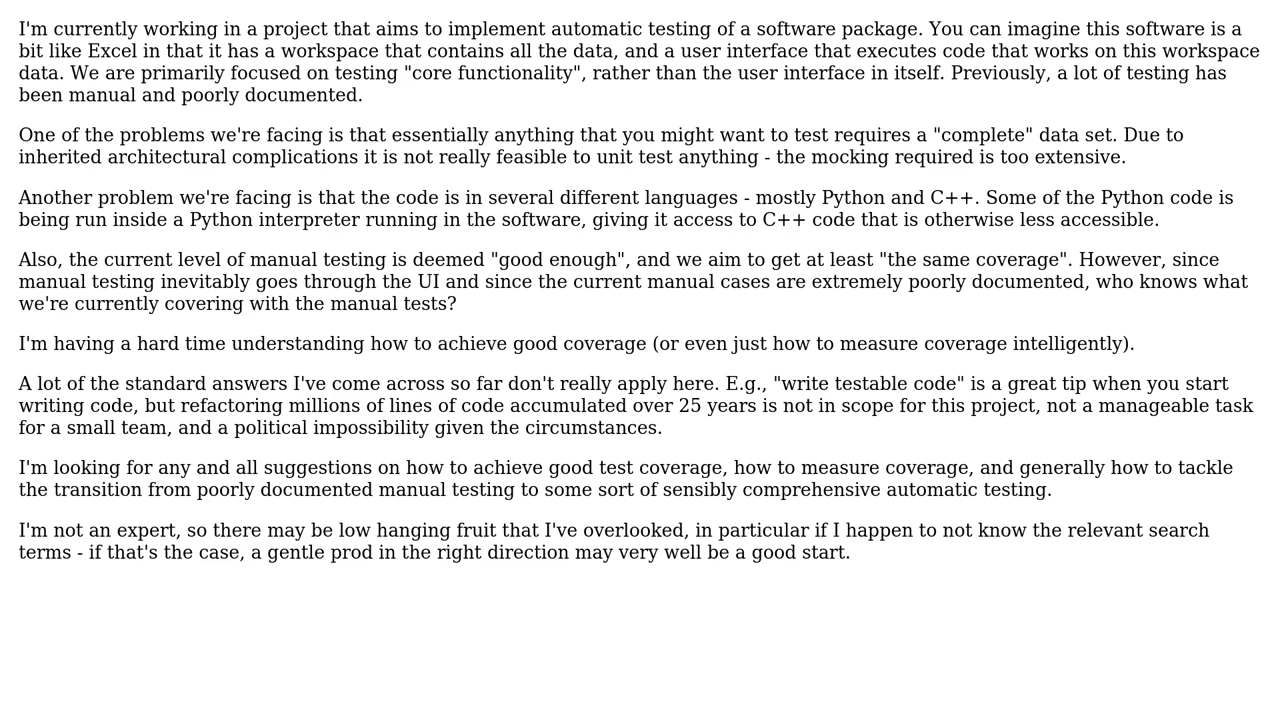 I'm currently working in a project that aims to implement automatic testing of a software package. You can imagine this software is a
bit like Excel in that it has a workspace that contains all the data, and a user interface that executes code that works on this workspace
data. We are primarily focused on testing "core functionality", rather than the user interface in itself. Previously, a lot of testing has
been manual and poorly documented.
One of the problems we're facing is that essentially anything that you might want to test requires a "complete" data set. Due to
inherited architectural complications it is not really feasible to unit test anything - the mocking required is too extensive.
Another problem we're facing is that the code is in several different languages - mostly Python and C++. Some of the Python code is
being run inside a Python interpreter running in the software, giving it access to C++ code that is otherwise less accessible.
Also, the current level of manual testing is deemed "good enough", and we aim to get at least "the same coverage". However, since
manual testing inevitably goes through the UI and since the current manual cases are extremely poorly documented, who knows what
we're currently covering with the manual tests?
I'm having a hard time understanding how to achieve good coverage (or even just how to measure coverage intelligently).
A lot of the standard answers I've come across so far don't really apply here. E.g., "write testable code" is a great tip when you start
writing code, but refactoring millions of lines of code accumulated over 25 years is not in scope for this project, not a manageable task
for a small team, and a political impossibility given the circumstances.
I'm looking for any and all suggestions on how to achieve good test coverage, how to measure coverage, and generally how to tackle
the transition from poorly documented manual testing to some sort of sensibly comprehensive automatic testing.
I'm not an expert, so there may be low hanging fruit that I've overlooked, in particular if I happen to not know the relevant search
terms - if that's the case, a gentle prod in the right direction may very well be a good start.